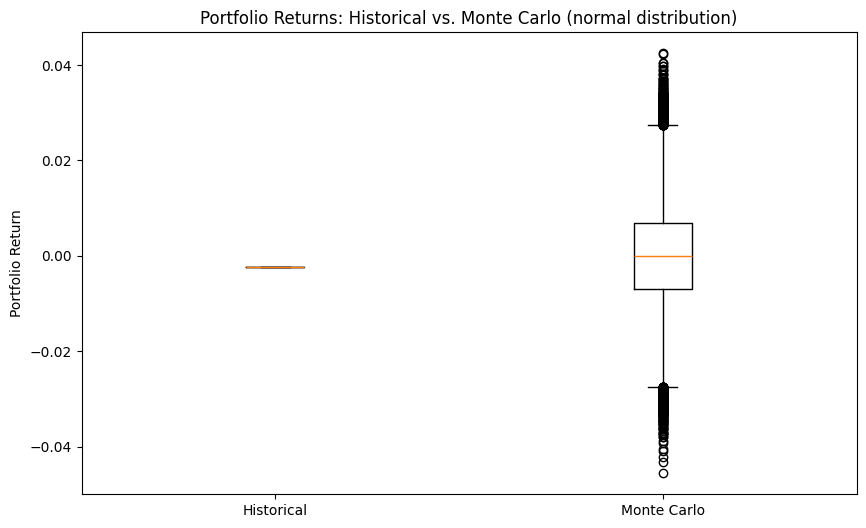 Portfolio Returns: Historical vs. Monte Carlo (normal distribution)
Portfolio Return
0.04
0.02
0.00
−0.02
−0.04
Historical
Monte Carlo